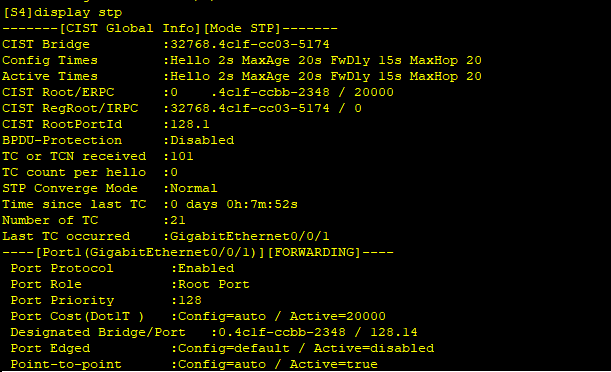 [S4]display stp
-------[CIST Global Info][Mode STP]-------
CIST Bridge         :32768.4c1f-cc03-5174
Config Times        :Hello 2s MaxAge 20s FwDly 15s MaxHop 20
Active Times        :Hello 2s MaxAge 20s FwDly 15s MaxHop 20
CIST Root/ERPC      :0    .4c1f-ccbb-2348 / 20000
CIST RegRoot/IRPC   :32768.4c1f-cc03-5174 / 0
CIST RootPortId     :128.1
BPDU-Protection     :Disabled
TC or TCN received  :101
TC count per hello  :0
STP Converge Mode   :Normal
Time since last TC  :0 days 0h:7m:52s
Number of TC        :21
Last TC occurred    :GigabitEthernet0/0/1
----[Port1(GigabitEthernet0/0/1)][FORWARDING]----
 Port Protocol       :Enabled
 Port Role           :Root Port
 Port Priority       :128
 Port Cost(Dot1T )   :Config=auto / Active=20000
 Designated Bridge/Port   :0.4c1f-ccbb-2348 / 128.14
 Port Edged          :Config=default / Active=disabled
 Point-to-point      :Config=auto / Active=true